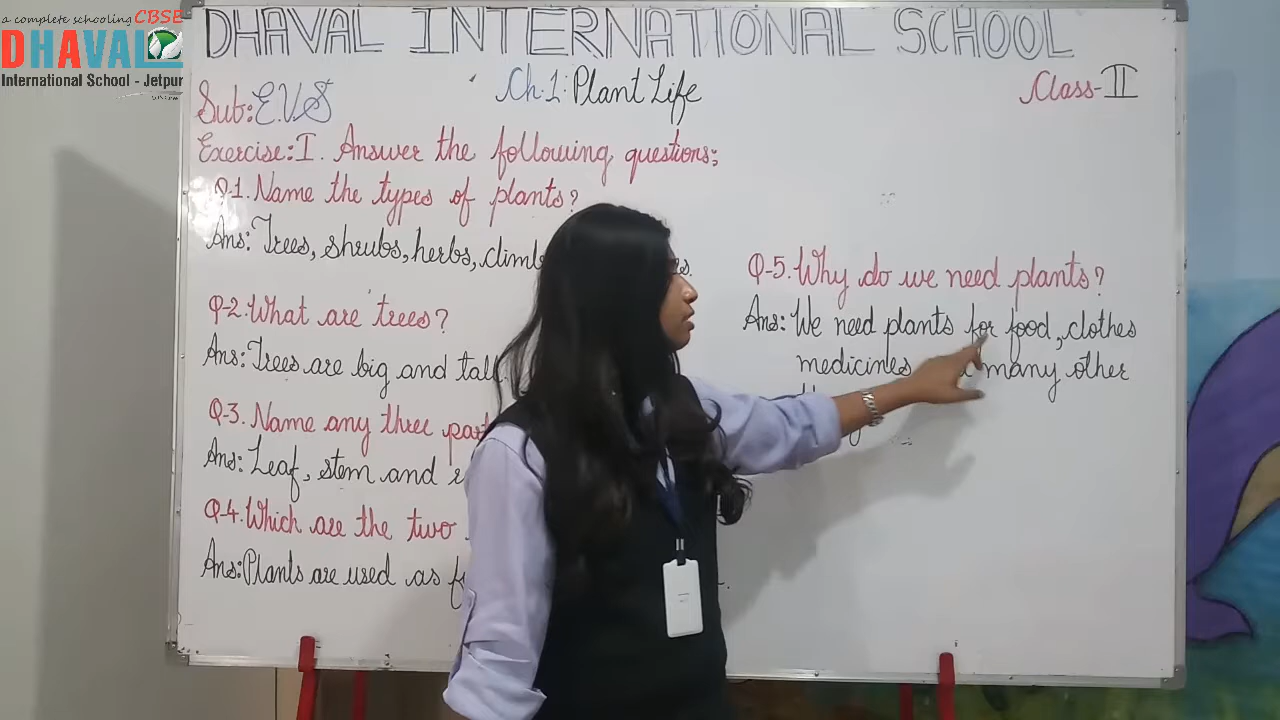 a complete schooling CBSE
DHAVAL
International School - Jetpur
DHAVAL INTERNATIONAL SCHOOL
Sub: E.V.S
Ch.1: Plant Life
Class-II
Exercise: I. Answer the following questions:
Q-1. Name the types of plants?
Ans: Trees, shrubs, herbs,
Q-2. What are trees?
Ans: Trees are big and tall
Q-3. Name any three
Ans: Leaf, stem and
Q-4. Which are the two
Ans: Plants are used as
Q-5. Why do we need plants?
Ans: We need plants for food, clothes
medicines many other